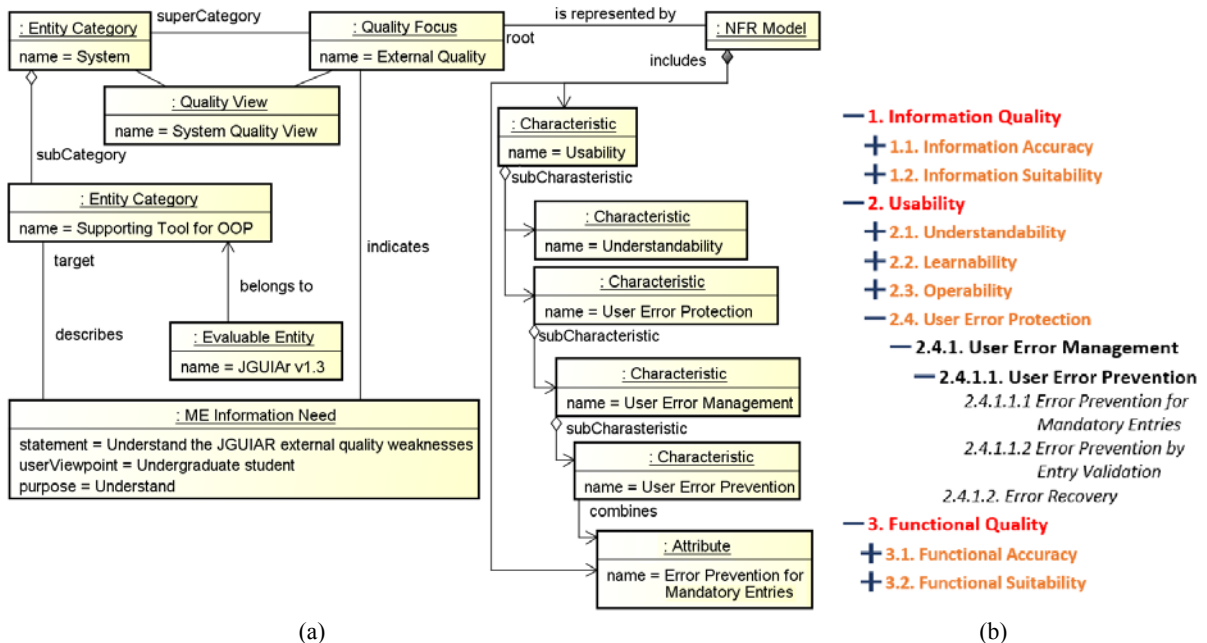 superCategory
is represented by
: Entity Category
name = System
: Quality Focus
name = External Quality
root
: NFR Model
includes
: Quality View
name = System Quality View
subCategory
: Characteristic
name = Usability
subCharasteristic
: Entity Category
name = Supporting Tool for OOP
: Characteristic
name = Understandability
target
indicates
belongs to
: Characteristic
name = User Error Protection
subCharacteristic
describes
: Evaluable Entity
name = JGUIAr v1.3
: Characteristic
name = User Error Management
subCharasteristic
: ME Information Need
statement = Understand the JGUIAR external quality weaknesses
userViewpoint = Undergraduate student
purpose = Understand
: Characteristic
name = User Error Prevention
combines
: Attribute
name = Error Prevention for
Mandatory Entries
(a)
1. Information Quality
1.1. Information Accuracy
1.2. Information Suitability
2. Usability
2.1. Understandability
2.2. Learnability
2.3. Operability
2.4. User Error Protection
2.4.1. User Error Management
2.4.1.1. User Error Prevention
2.4.1.1.1 Error Prevention for
Mandatory Entries
2.4.1.1.2 Error Prevention by
Entry Validation
2.4.1.2. Error Recovery
3. Functional Quality
3.1. Functional Accuracy
3.2. Functional Suitability
(b)